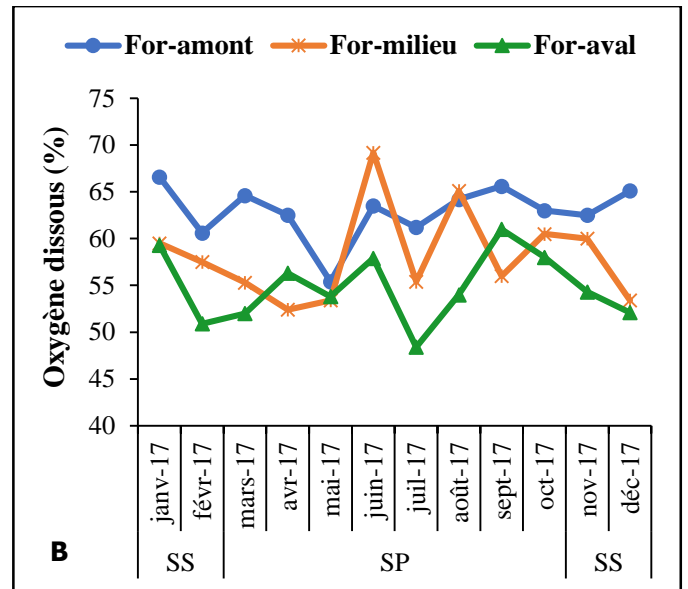 For-amont For-milieu For-aval
Oxygène dissous (%)
75
70
65
60
55
50
45
40
janv-17 févr-17 mars-17 avr-17 mai-17 juin-17 juil-17 août-17 sept-17 oct-17 nov-17 déc-17
SS SP SS
B